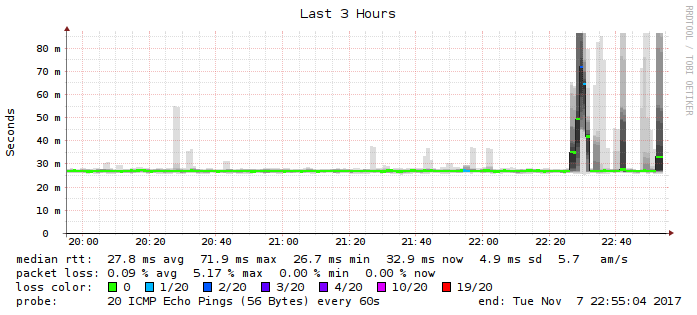 Last 3 Hours
RRDTOOL / TOBI OETIKER
Seconds
80 m
70 m
60 m
50 m
40 m
30 m
20 m
10 m
0
20:00 20:20 20:40 21:00 21:20 21:40 22:00 22:20 22:40
median rtt: 27.8 ms avg 71.9 ms max 26.7 ms min 32.9 ms now 4.9 ms sd 5.7 am/s
packet loss: 0.09 % avg 5.17 % max 0.00 % min 0.00 % now
loss color: 0 1/20 2/20 3/20 4/20 10/20 19/20
probe: 20 ICMP Echo Pings (56 Bytes) every 60s end: Tue Nov 7 22:55:04 2017